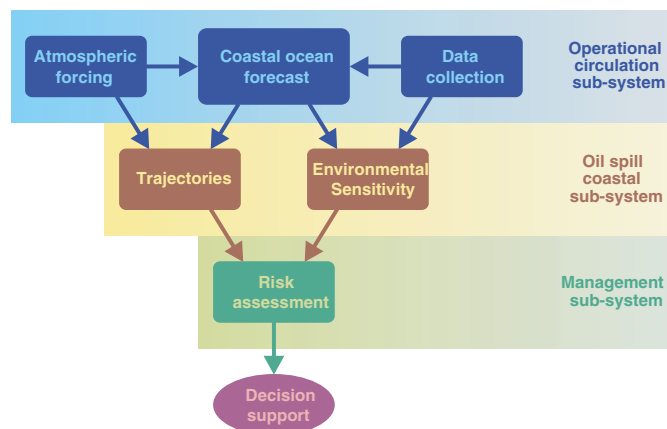 Atmospheric
forcing
Coastal ocean
forecast
Data
collection
Operational
circulation
sub-system
Trajectories
Environmental
Sensitivity
Oil spill
coastal
sub-system
Risk
assessment
Management
sub-system
Decision
support